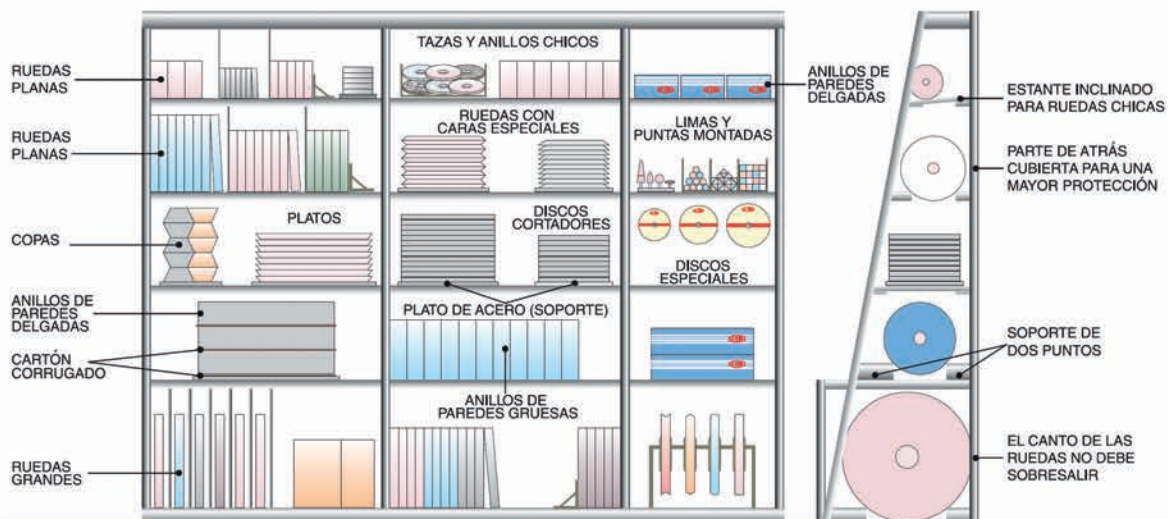 TAZAS Y ANILLOS CHICOS
RUEDAS
PLANAS
ANILLOS DE
PAREDES
DELGADAS
ESTANTE INCLINADO
PARA RUEDAS CHICAS
RUEDAS
PLANAS
RUEDAS CON
CARAS ESPECIALES
LIMAS Y
PUNTAS MONTADAS
PARTE DE ATRÁS
CUBIERTA PARA UNA
MAYOR PROTECCIÓN
COPAS
PLATOS
DISCOS
CORTADORES
DISCOS
ESPECIALES
ANILLOS DE
PAREDES
DELGADAS
CARTÓN
CORRUGADO
PLATO DE ACERO (SOPORTE)
SOPORTE DE
DOS PUNTOS
ANILLOS DE
PAREDES GRUESAS
RUEDAS
GRANDES
EL CANTO DE LAS
RUEDAS NO DEBE
SOBRESALIR